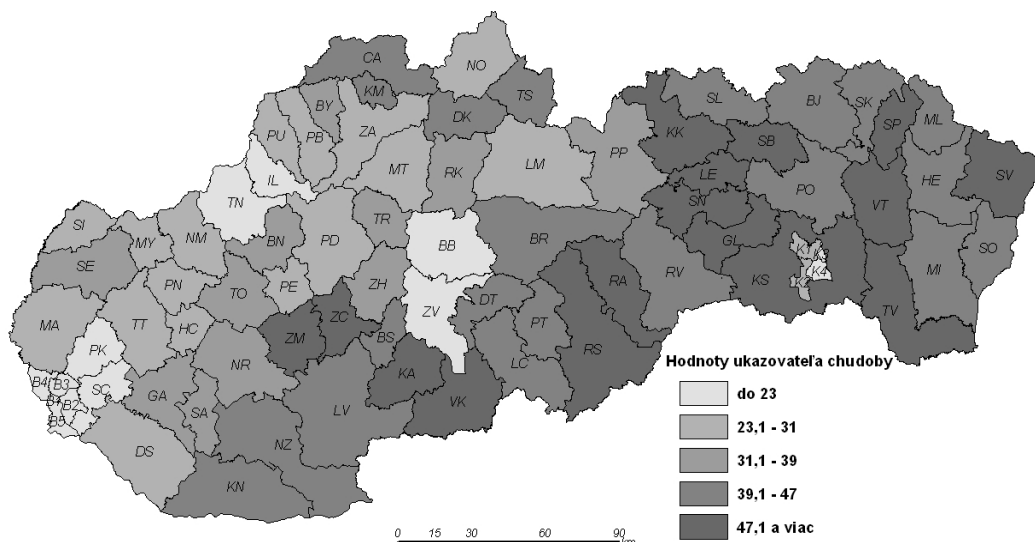 CA
NO
KM
TS
BY
DK
ZA
PU
PB
SL
BJ
SK
SP
ML
KK
SB
IL
MT
RK
LM
PP
LE
PO
HE
SV
TN
SN
VT
SI
MY
NM
BN
PD
TR
BB
BR
GL
SO
SE
K1
K4
PN
TO
PE
ZH
RA
RV
KS
MI
MA
TT
HC
ZM
ZC
BS
ZV
DT
PT
TV
PK
NR
RS
LC
B4
B3
SC
GA
SA
LV
KA
VK
B2
B5
DS
NZ
KN
Hodnoty ukazovateľa chudoby
do 23
23,1 - 31
31,1 - 39
39,1 - 47
47,1 a viac
0 15 30 60 90
km